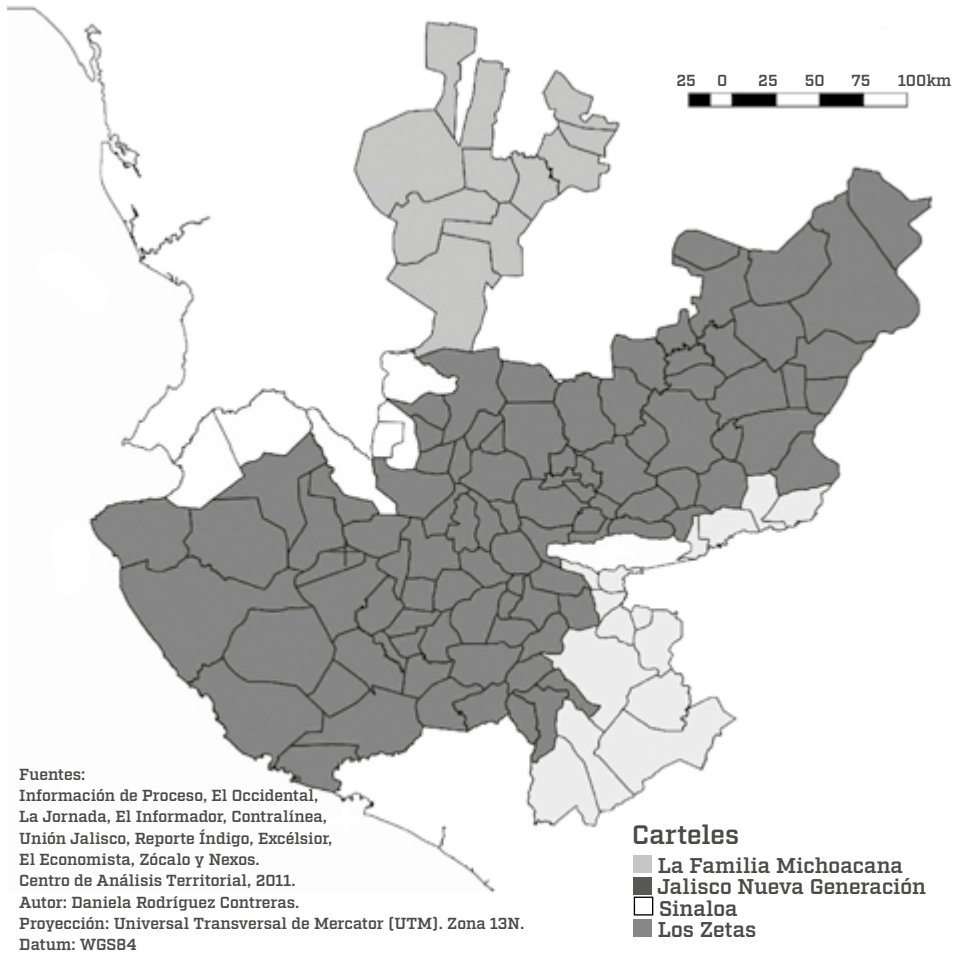 25 0 25 50 75 100km
Fuentes:
Información de Proceso, El Occidental,
La Jornada, El Informador, Contralínea,
Unión Jalisco, Reporte Índigo, Excélsior,
El Economista, Zócalo y Nexos.
Centro de Análisis Territorial, 2011.
Autor: Daniela Rodríguez Contreras.
Proyección: Universal Transversal de Mercator (UTM). Zona 13N.
Datum: WGS84
Carteles
La Familia Michoacana
Jalisco Nueva Generación
Sinaloa
Los Zetas